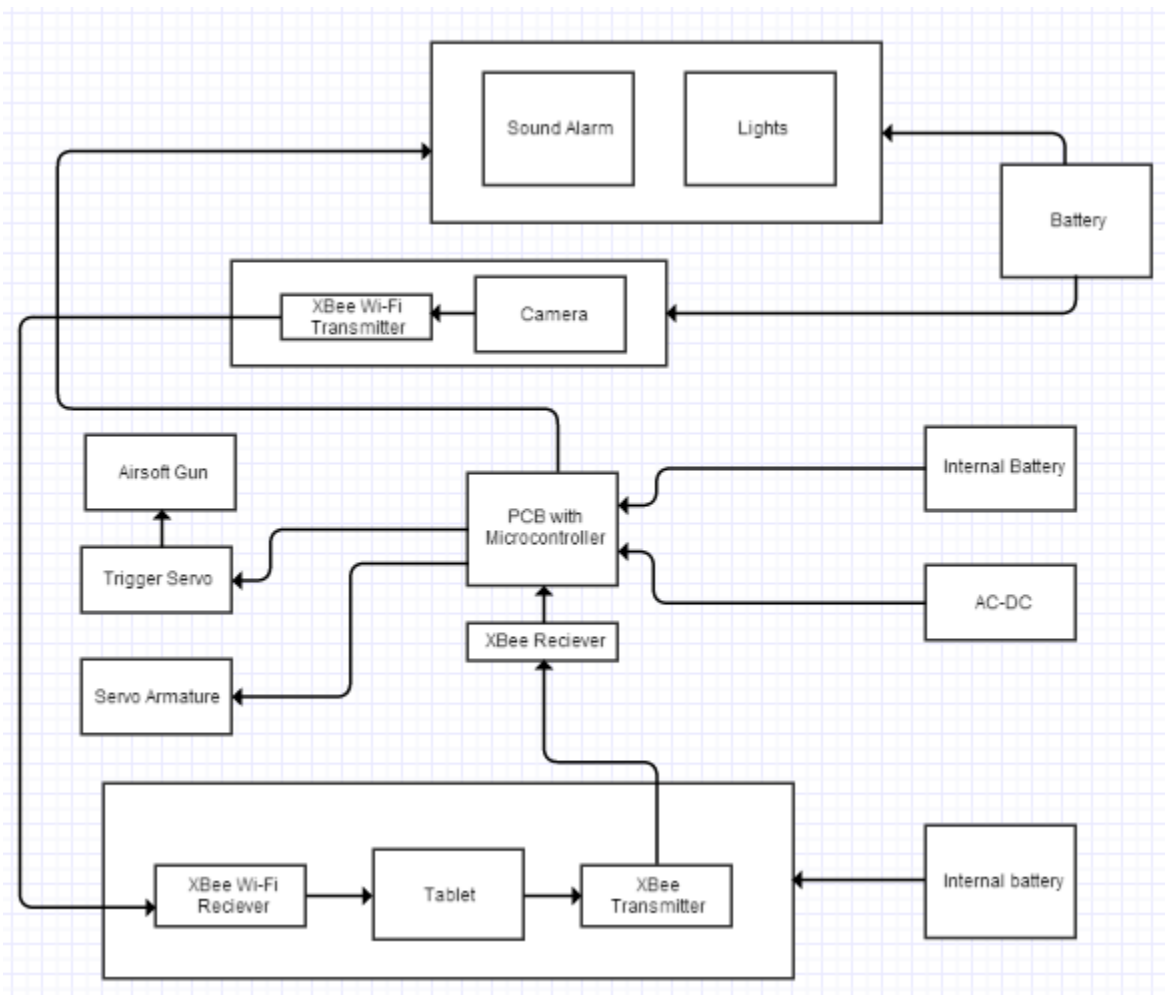 Sound Alarm
Lights
Battery
XBee Wi-Fi
Transmitter
Camera
Airsoft Gun
Internal Battery
PCB with
Microcontroller
Trigger Servo
AC-DC
XBee Reciever
Servo Armature
XBee Wi-Fi
Reciever
Tablet
XBee
Transmitter
Internal battery